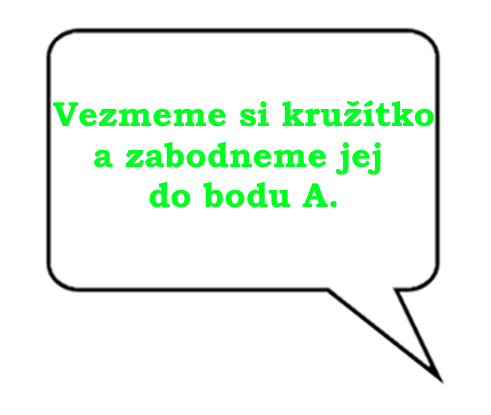 Vezmeme si kružítko
a zabodneme jej
do bodu A.